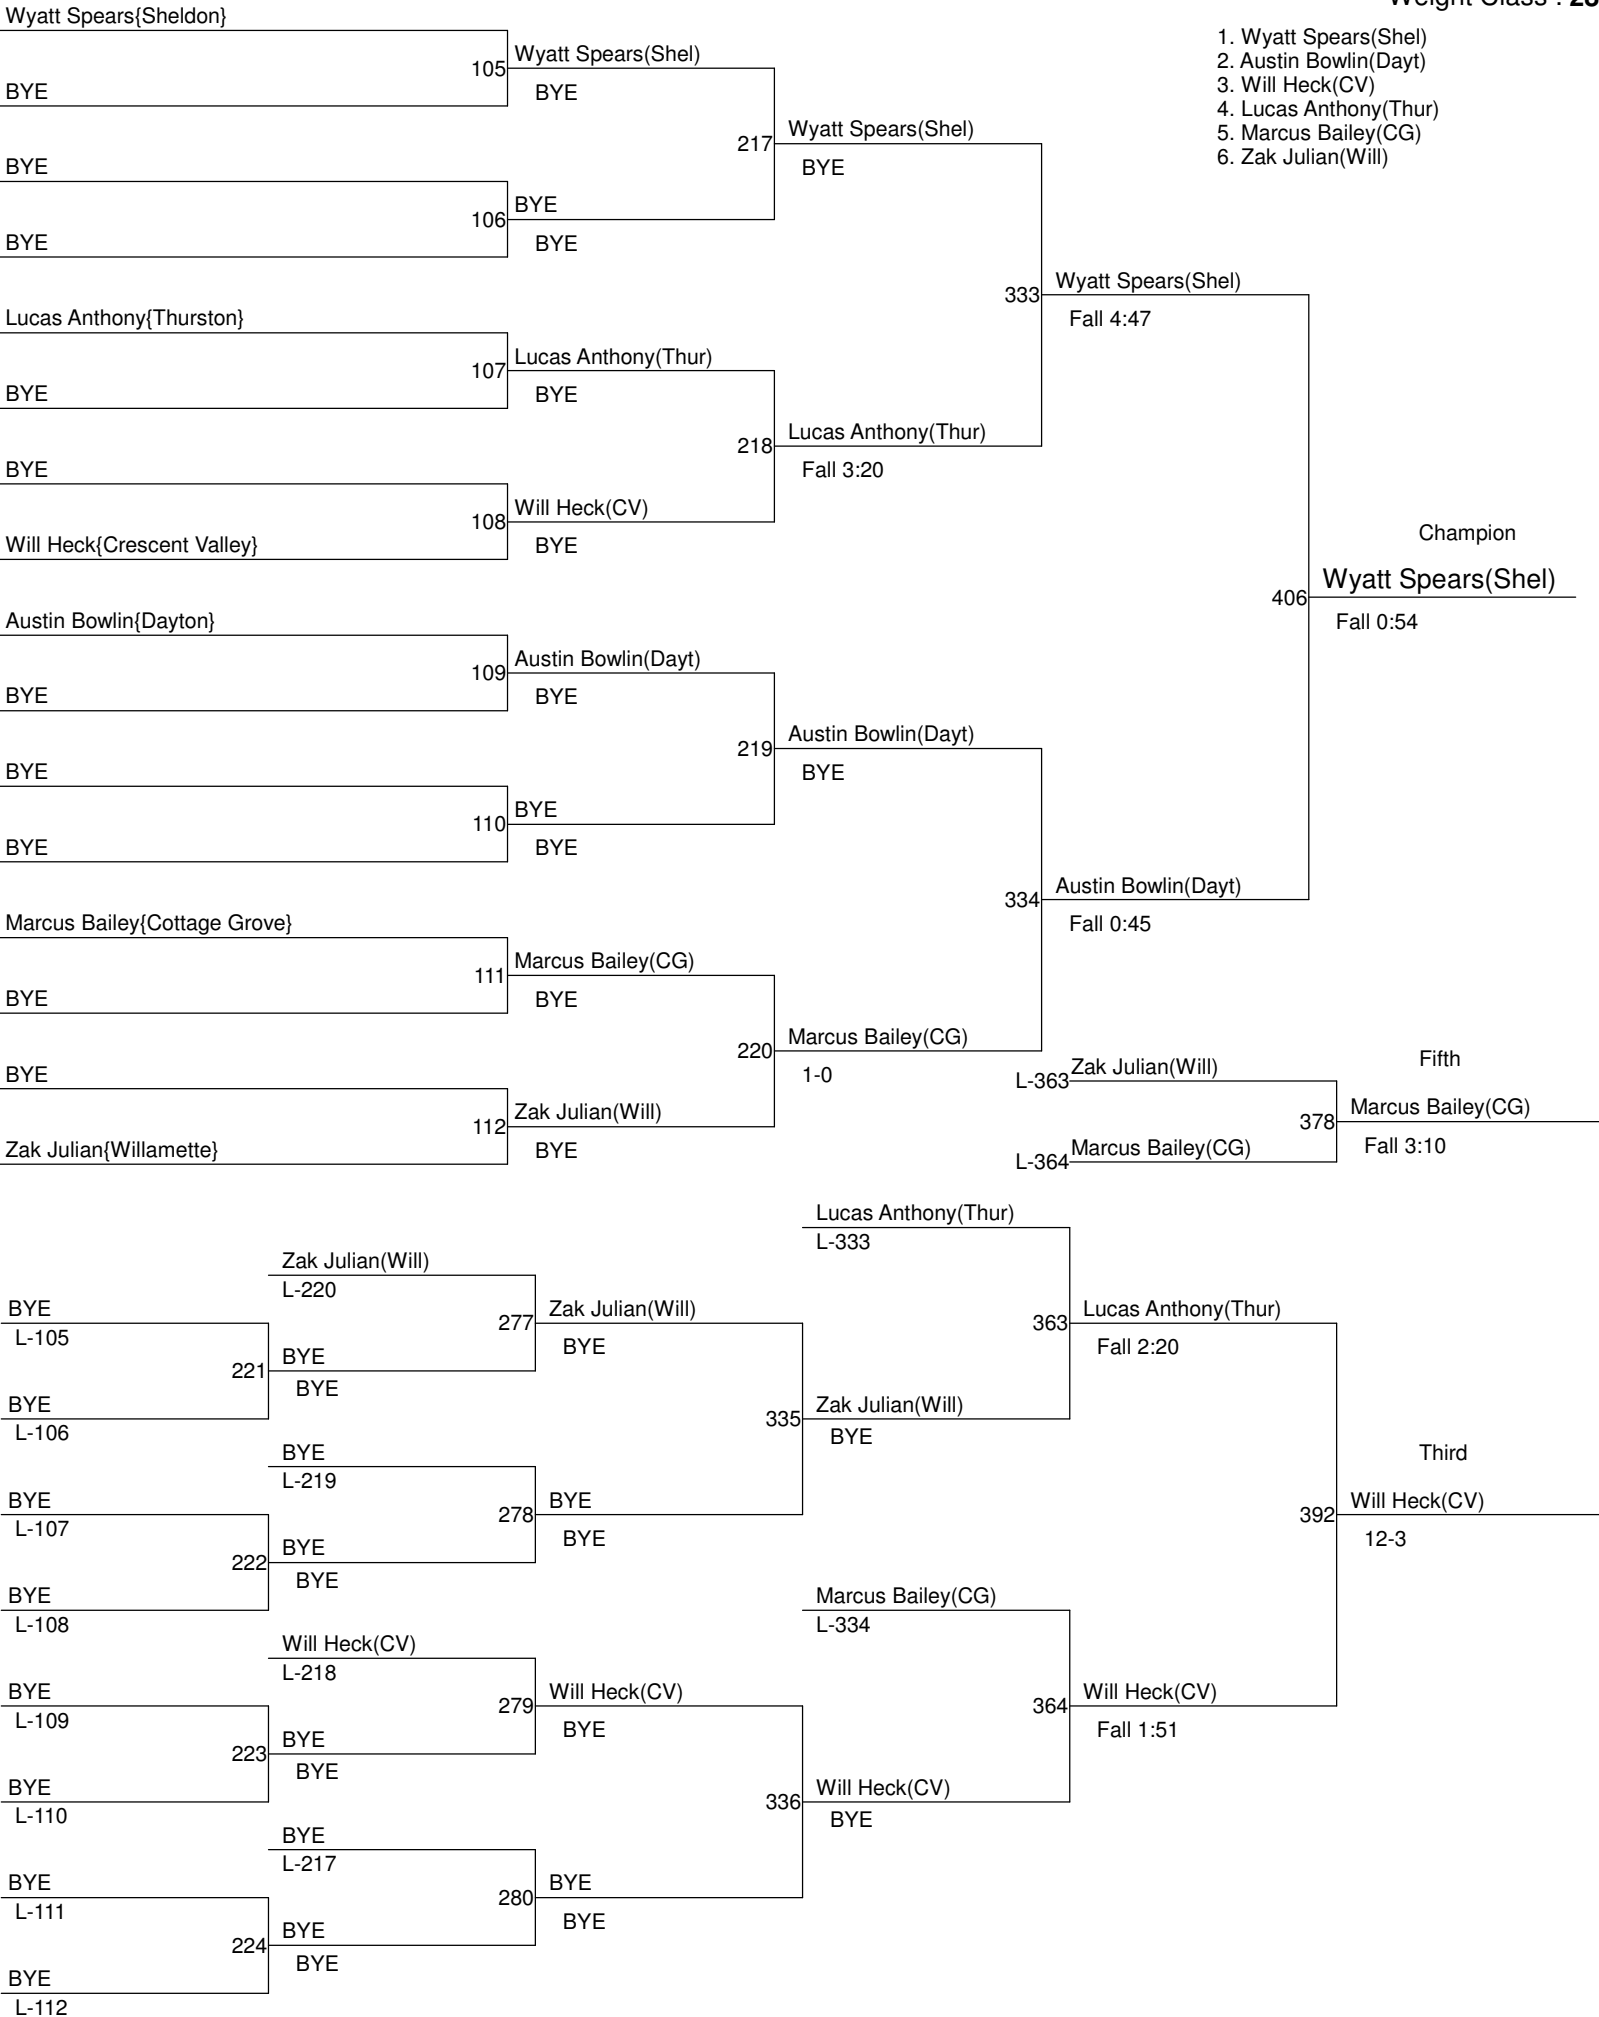 Weight Class :
1. Wyatt Spears(Shel)
2. Austin Bowlin(Dayt)
3. Will Heck(CV)
4. Lucas Anthony(Thur)
5. Marcus Bailey(CG)
6. Zak Julian(Will)
Wyatt Spears{Sheldon}
105
Wyatt Spears(Shel)
BYE
BYE
217
Wyatt Spears(Shel)
BYE
BYE
106
BYE
BYE
BYE
333
Wyatt Spears(Shel)
Fall 4:47
Lucas Anthony{Thurston}
107
Lucas Anthony(Thur)
BYE
BYE
218
Lucas Anthony(Thur)
Fall 3:20
BYE
108
Will Heck(CV)
BYE
Will Heck{Crescent Valley}
Champion
406
Wyatt Spears(Shel)
Fall 0:54
Austin Bowlin{Dayton}
109
Austin Bowlin(Dayt)
BYE
BYE
219
Austin Bowlin(Dayt)
BYE
BYE
110
BYE
BYE
BYE
334
Austin Bowlin(Dayt)
Fall 0:45
Marcus Bailey{Cottage Grove}
111
Marcus Bailey(CG)
BYE
BYE
220
Marcus Bailey(CG)
1-0
BYE
112
Zak Julian(Will)
BYE
Zak Julian{Willamette}
Fifth
L-363
Zak Julian(Will)
378
Marcus Bailey(CG)
Fall 3:10
L-364
Marcus Bailey(CG)
Lucas Anthony(Thur)
L-333
Zak Julian(Will)
L-220
BYE
L-105
277
Zak Julian(Will)
BYE
363
Lucas Anthony(Thur)
Fall 2:20
221
BYE
BYE
BYE
L-106
335
Zak Julian(Will)
BYE
BYE
L-219
Third
BYE
L-107
278
BYE
BYE
392
Will Heck(CV)
12-3
222
BYE
BYE
BYE
L-108
Marcus Bailey(CG)
L-334
Will Heck(CV)
L-218
BYE
L-109
279
Will Heck(CV)
BYE
364
Will Heck(CV)
Fall 1:51
223
BYE
BYE
BYE
L-110
336
Will Heck(CV)
BYE
BYE
L-217
BYE
L-111
280
BYE
BYE
224
BYE
BYE
BYE
L-112